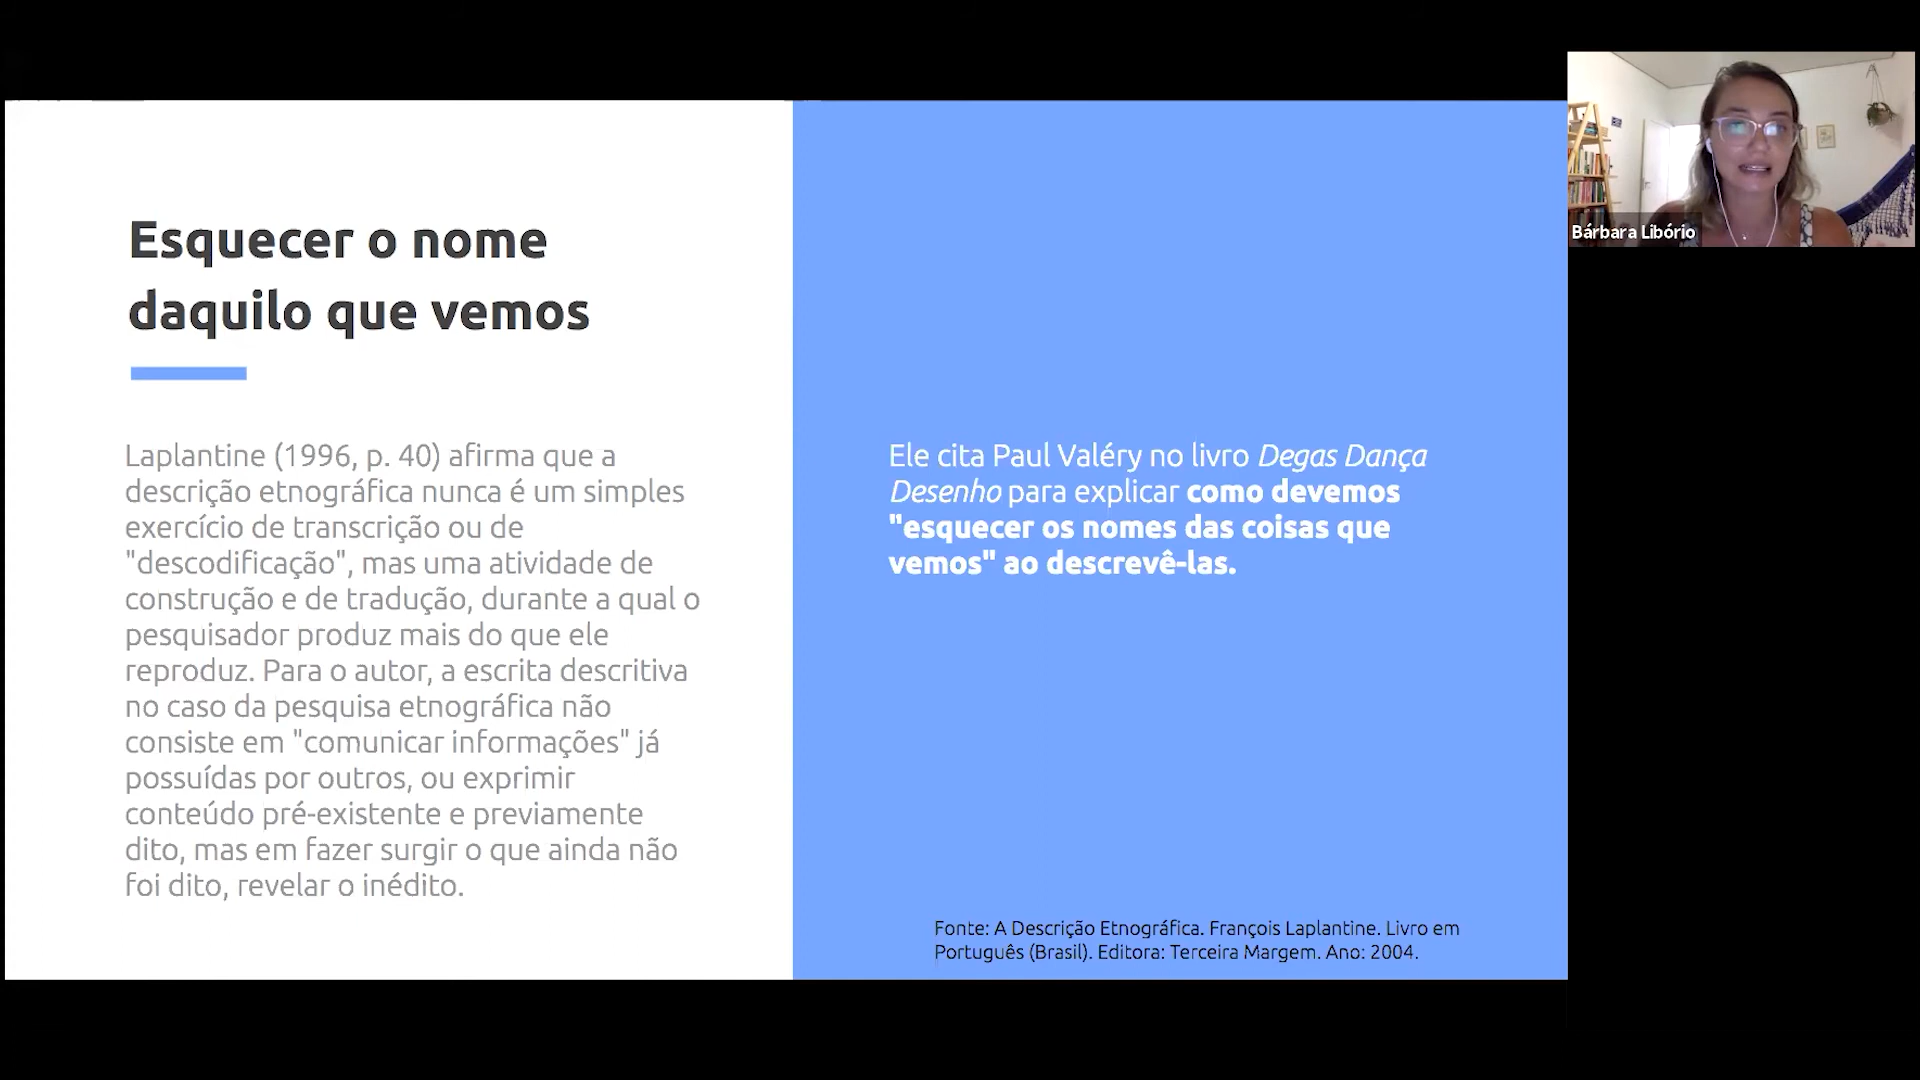 Esquecer o nome
daquilo que vemos
Laplantine (1996, p. 40) afirma que a
descrição etnográfica nunca é um simples
exercício de transcrição ou de
"descodificação", mas uma atividade de
construção e de tradução, durante a qual o
pesquisador produz mais do que ele
reproduz. Para o autor, a escrita descritiva
no caso da pesquisa etnográfica não
consiste em "comunicar informações" já
possuídas por outros, ou exprimir
conteúdo pré-existente e previamente
dito, mas em fazer surgir o que ainda não
foi dito, revelar o inédito.
Ele cita Paul Valéry no livro Degas Dança
Desenho para explicar como devemos
"esquecer os nomes das coisas que
vemos" ao descrevê-las.
Fonte: A Descrição Etnográfica. François Laplantine. Livro em
Português (Brasil). Editora: Terceira Margem. Ano: 2004.
Bárbara Libório